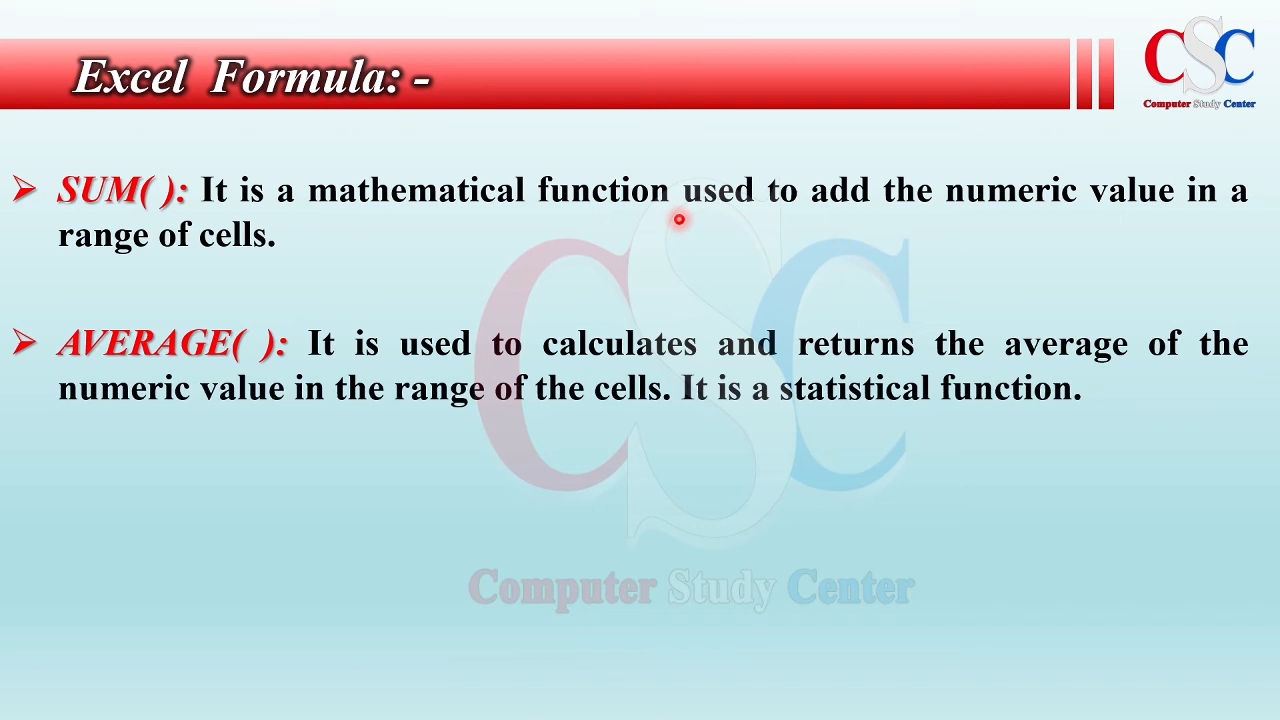 Excel Formula: -
CSC
Computer Study Center
➢ SUM( ): It is a mathematical function used to add the numeric value in a
range of cells.
➢ AVERAGE( ): It is used to calculates and returns the average of the
numeric value in the range of the cells. It is a statistical function.
CSC
Computer Study Center